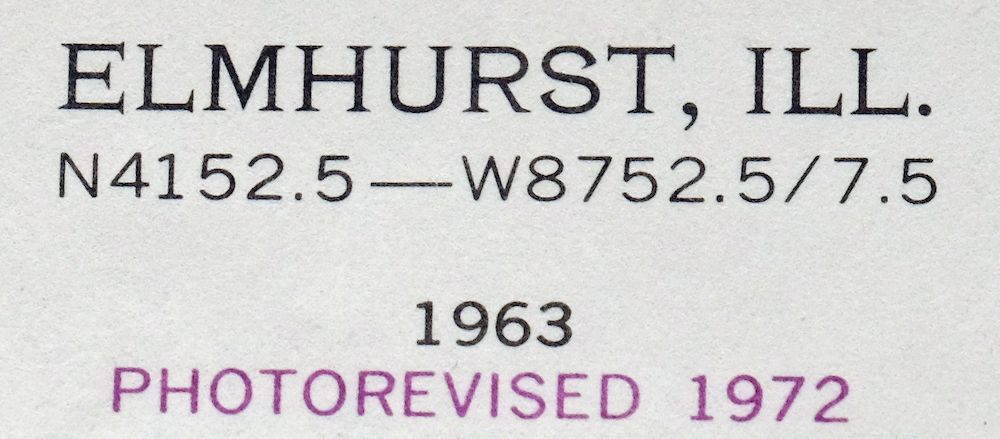 ELMHURST, ILL.
N4152.5—W8752.5/7.5
1963
PHOTOREVISED 1972